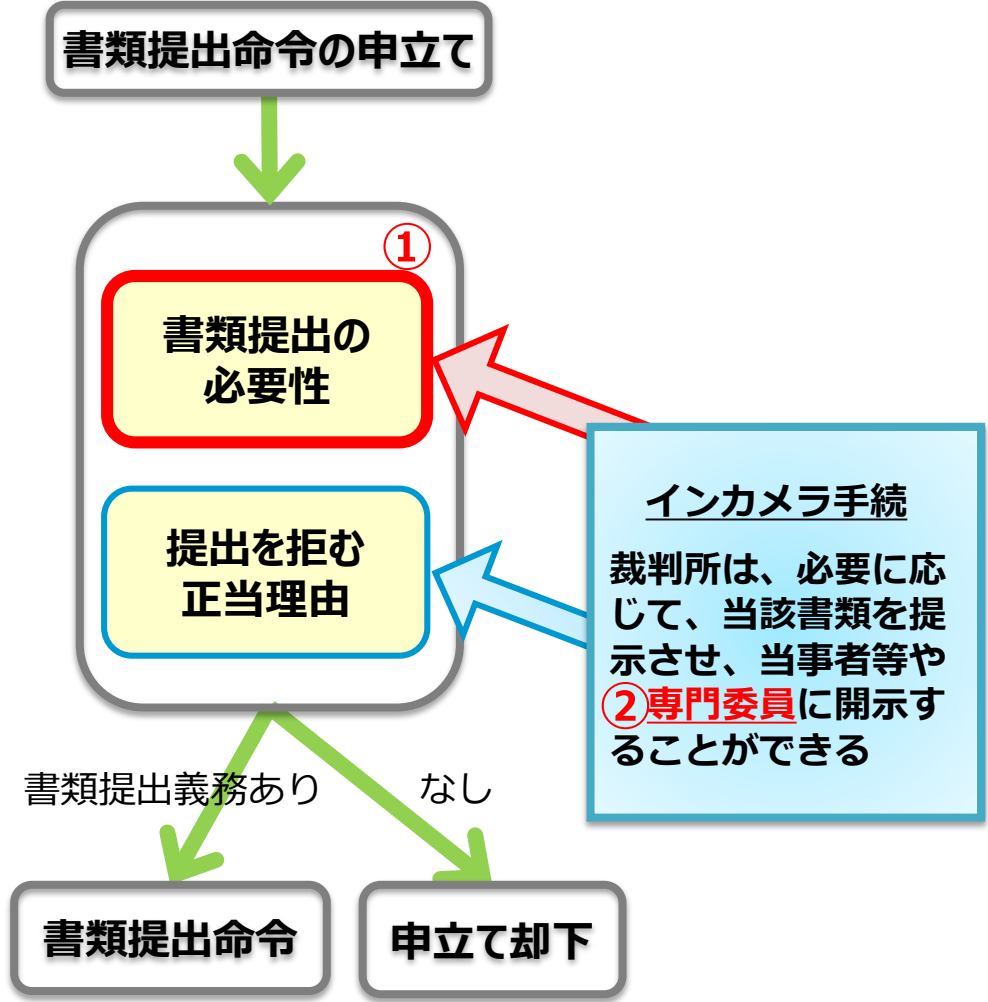 書類提出命令の申立て
①
書類提出の
必要性
提出を拒む
正当理由
インカメラ手続
裁判所は、必要に応
じて、当該書類を提
示させ、当事者等や
②専門委員に開示す
ることができる
書類提出義務あり
なし
書類提出命令
申立て却下